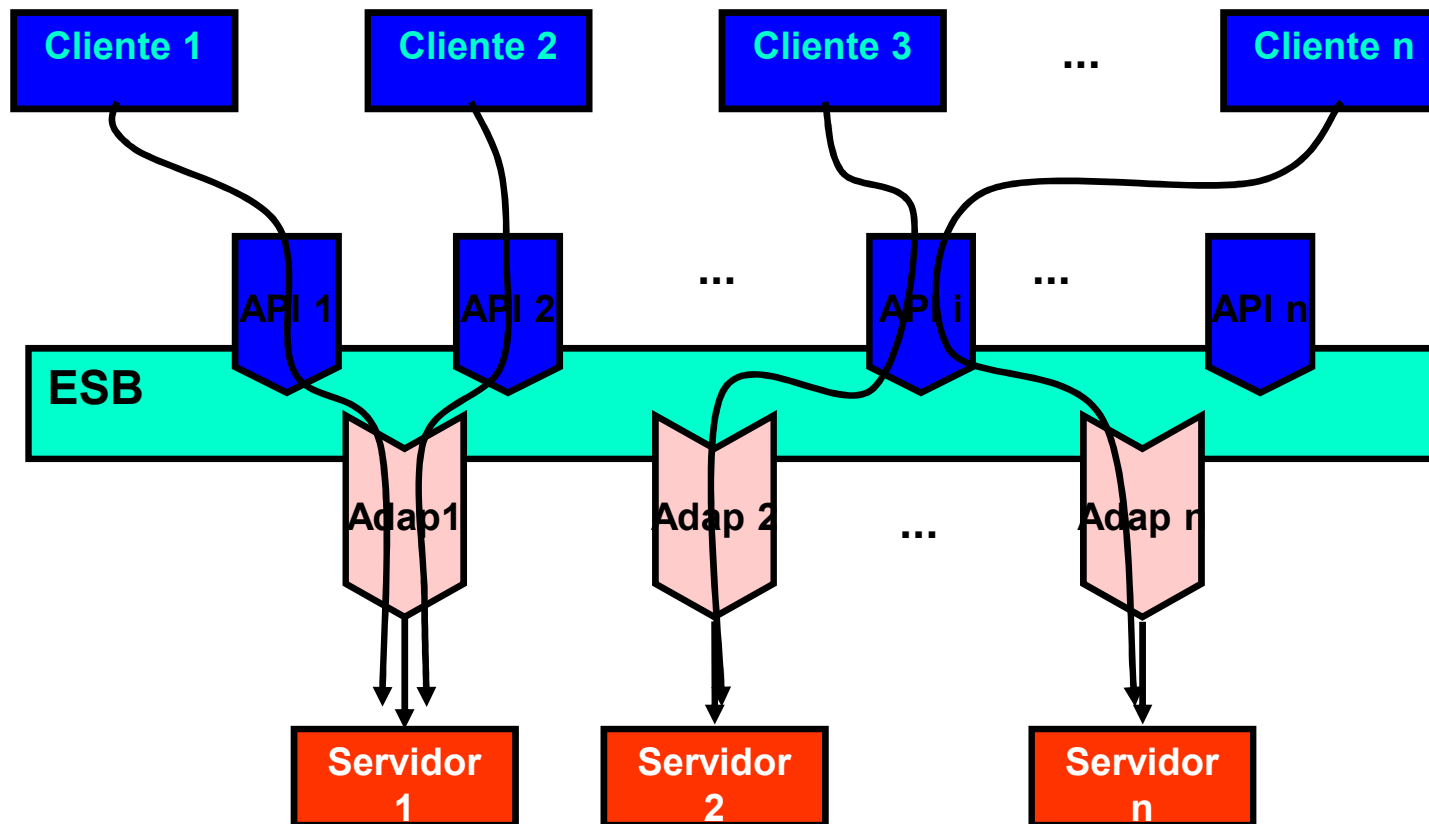 Cliente 1
Cliente 2
Cliente 3
...
Cliente n
API 1
API 2
...
API i
...
API n
ESB
Adap1
Adap 2
...
Adap n
Servidor
1
Servidor
2
Servidor
n